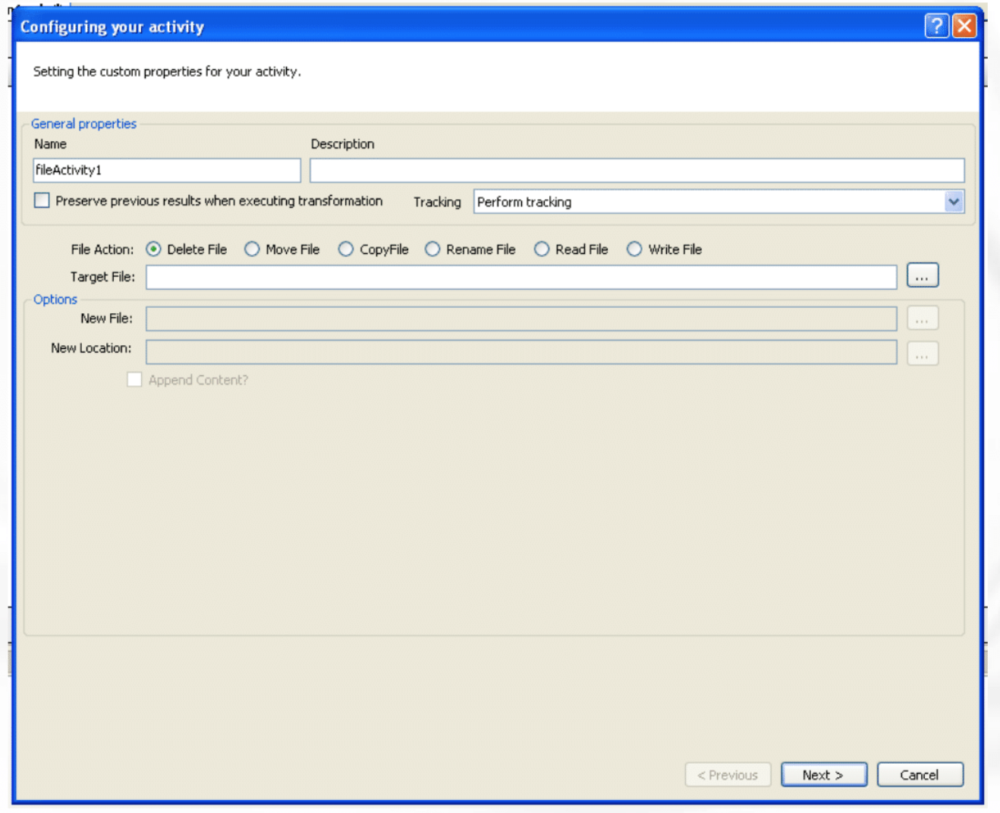 Configuring your activity
Setting the custom properties for your activity.
General properties
Name Description
fileActivity1
Preserve previous results when executing transformation Tracking Perform tracking
File Action: Delete File Move File CopyFile Rename File Read File Write File
Target File: ...
Options
New File: ...
New Location: ...
Append Content?
< Previous Next > Cancel